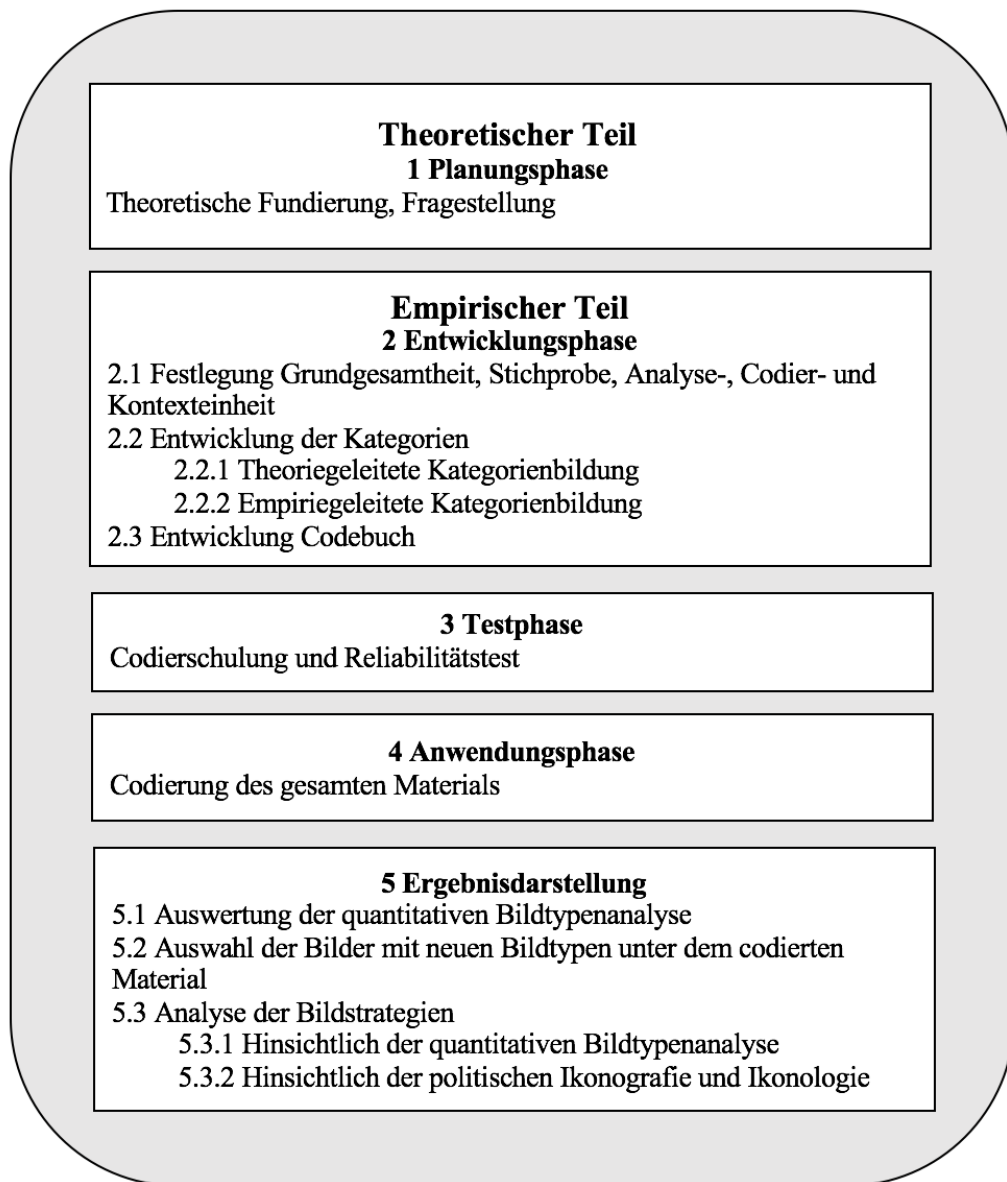 Theoretischer Teil
1 Planungsphase
Theoretische Fundierung, Fragestellung
Empirischer Teil
2 Entwicklungsphase
2.1 Festlegung Grundgesamtheit, Stichprobe, Analyse-, Codier- und
Kontexteinheit
2.2 Entwicklung der Kategorien
2.2.1 Theoriegeleitete Kategorienbildung
2.2.2 Empiriegeleitete Kategorienbildung
2.3 Entwicklung Codebuch
3 Testphase
Codierschulung und Reliabilitätstest
4 Anwendungsphase
Codierung des gesamten Materials
5 Ergebnisdarstellung
5.1 Auswertung der quantitativen Bildtypenanalyse
5.2 Auswahl der Bilder mit neuen Bildtypen unter dem codierten
Material
5.3 Analyse der Bildstrategien
5.3.1 Hinsichtlich der quantitativen Bildtypenanalyse
5.3.2 Hinsichtlich der politischen Ikonografie und Ikonologie